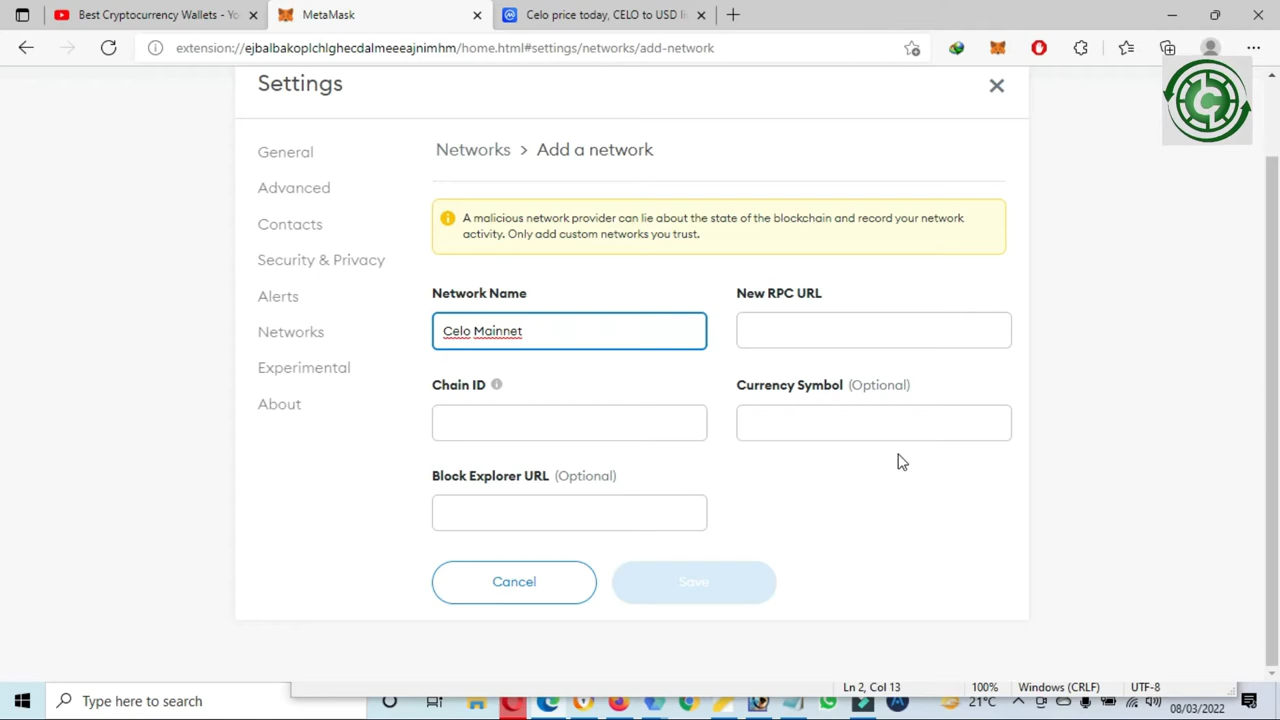 Best Cryptocurrency Wallets - Yo
MetaMask
Celo price today, CELO to USD li
extension://ejbalbakoplchlghecdalmeeeajnimhm/home.html#settings/networks/add-network
Settings
General
Advanced
Contacts
Security & Privacy
Alerts
Networks
Experimental
About
Networks > Add a network
A malicious network provider can lie about the state of the blockchain and record your network
activity. Only add custom networks you trust.
Network Name
Celo Mainnet
New RPC URL
Chain ID
Currency Symbol (Optional)
Block Explorer URL (Optional)
Cancel
Save
Ln 2, Col 13
100%
Windows (CRLF)
UTF-8
Type here to search
21°C
08/03/2022